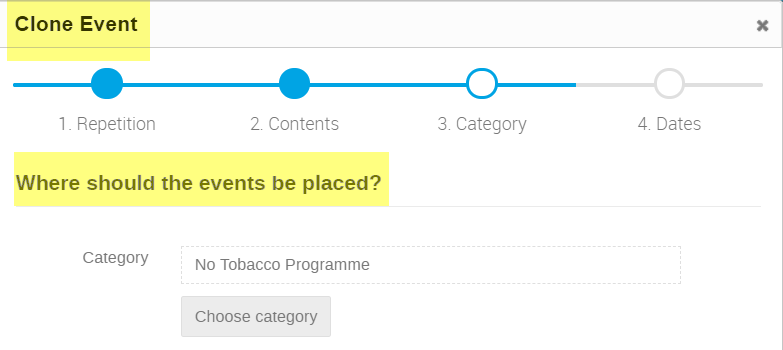 Clone Event
1. Repetition
2. Contents
3. Category
4. Dates
Where should the events be placed?
Category
No Tobacco Programme
Choose category